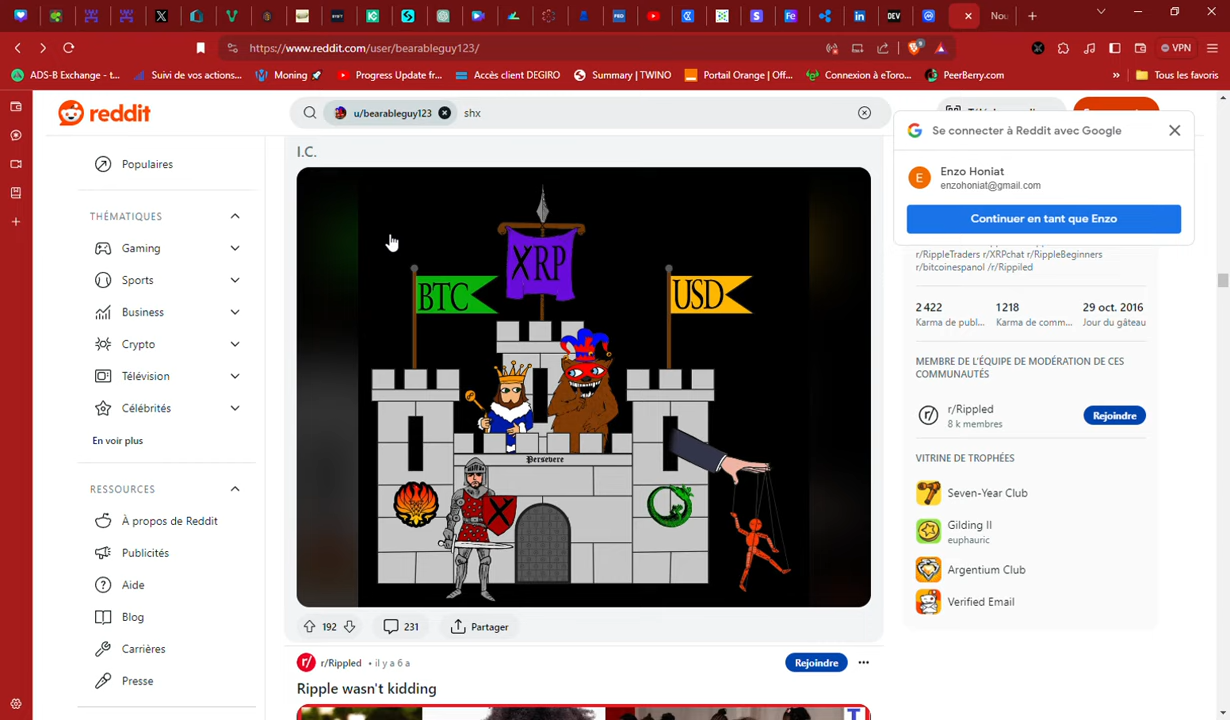 https://www.reddit.com/user/bearableguy123/
VPN
ADS-B Exchange - t...
Suivi de vos actions...
Moning
Progress Update fr...
Accès client DEGIRO
Summary | TWINO
Portail Orange | Off...
Connexion à eToro...
PeerBerry.com
»
Tous les favoris
reddit
u/bearableguy123
shx
Se connecter à Reddit avec Google
Enzo Honiat
enzohoniat@gmail.com
Continuer en tant que Enzo
Populaires
THÉMATIQUES
Gaming
Sports
Business
Crypto
Télévision
Célébrités
En voir plus
RESSOURCES
À propos de Reddit
Publicités
Aide
Blog
Carrières
Presse
I.C.
XRP
BTC
USD
Persevere
192
231
Partager
r/Rippled • il y a 6 a
Rejoindre
Ripple wasn't kidding
r/RippleTraders r/XRPchat r/RippleBeginners
r/bitcoinespanol /r/Rippiled
2 422
1 218
29 oct. 2016
Karma de publ...
Karma de comm...
Jour du gâteau
MEMBRE DE L'ÉQUIPE DE MODÉRATION DE CES
COMMUNAUTÉS
r/Rippled
8 k membres
Rejoindre
VITRINE DE TROPHÉES
Seven-Year Club
Gilding II
euphauric
Argentium Club
Verified Email